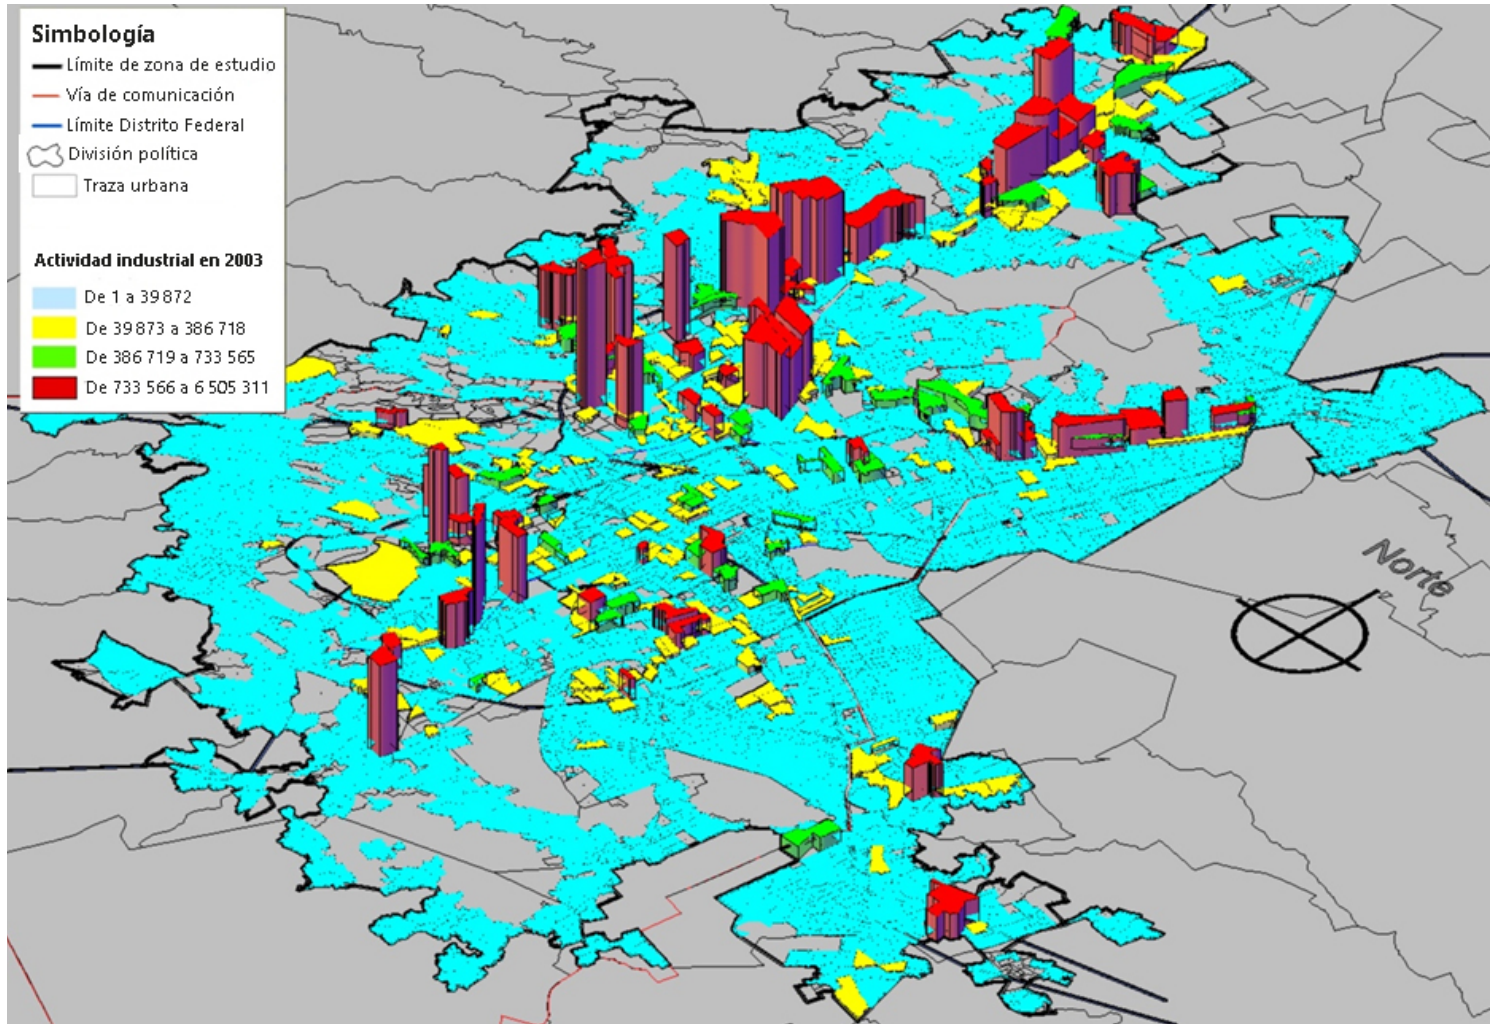 Simbología
Límite de zona de estudio
Vía de comunicación
Límite Distrito Federal
División política
Traza urbana
Actividad industrial en 2003
De 1 a 39 872
De 39 873 a 386 718
De 386 719 a 733 565
De 733 566 a 6 505 311
Norte